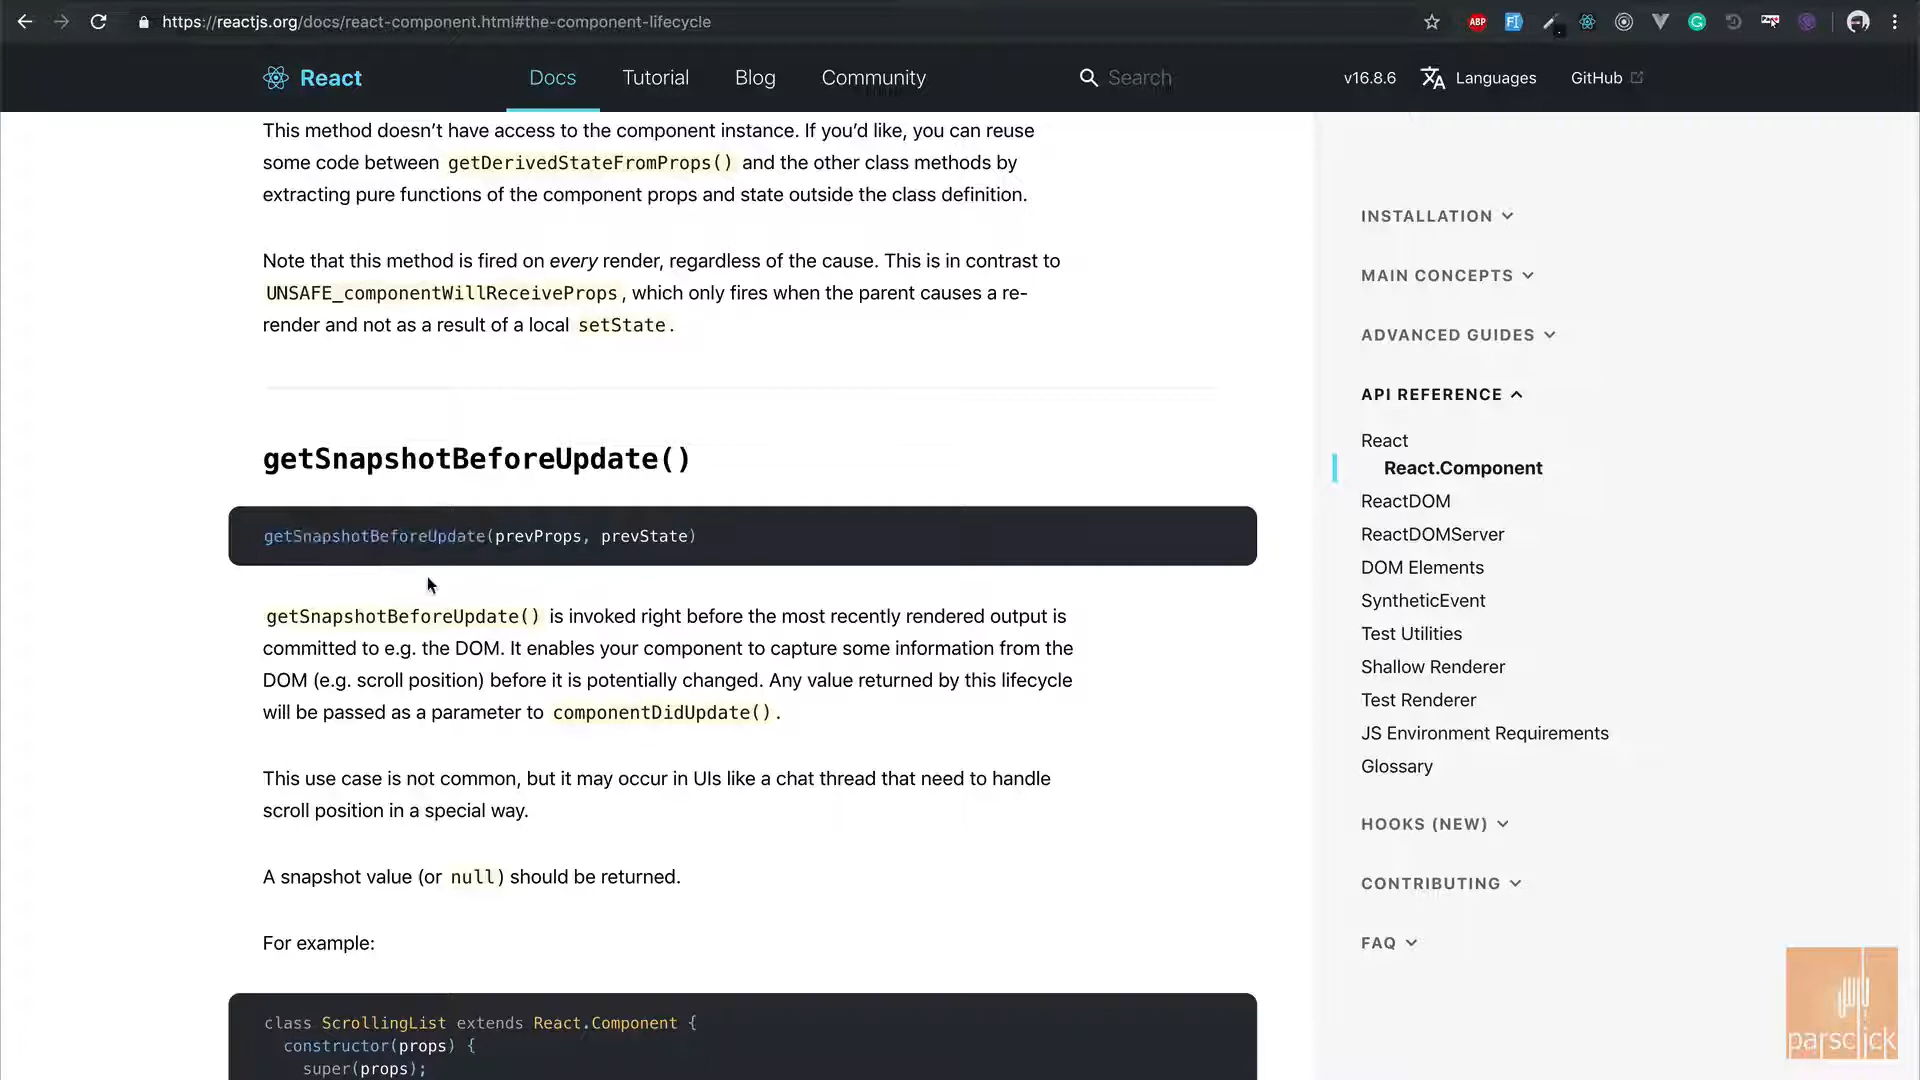 https://reactjs.org/docs/react-component.html#the-component-lifecycle
ABP
React
Docs
Tutorial
Blog
Community
Search
v16.8.6
Languages
GitHub
This method doesn’t have access to the component instance. If you’d like, you can reuse
some code between getDerivedStateFromProps() and the other class methods by
extracting pure functions of the component props and state outside the class definition.
Note that this method is fired on every render, regardless of the cause. This is in contrast to
UNSAFE_componentWillReceiveProps, which only fires when the parent causes a re-
render and not as a result of a local setState.
getSnapshotBeforeUpdate()
getSnapshotBeforeUpdate(prevProps, prevState)
getSnapshotBeforeUpdate() is invoked right before the most recently rendered output is
committed to e.g. the DOM. It enables your component to capture some information from the
DOM (e.g. scroll position) before it is potentially changed. Any value returned by this lifecycle
will be passed as a parameter to componentDidUpdate().
This use case is not common, but it may occur in UIs like a chat thread that need to handle
scroll position in a special way.
A snapshot value (or null) should be returned.
For example:
class ScrollingList extends React.Component {
constructor(props) {
super(props);
INSTALLATION
MAIN CONCEPTS
ADVANCED GUIDES
API REFERENCE
React
React.Component
ReactDOM
ReactDOMServer
DOM Elements
SyntheticEvent
Test Utilities
Shallow Renderer
Test Renderer
JS Environment Requirements
Glossary
HOOKS (NEW)
CONTRIBUTING
FAQ
parsclick